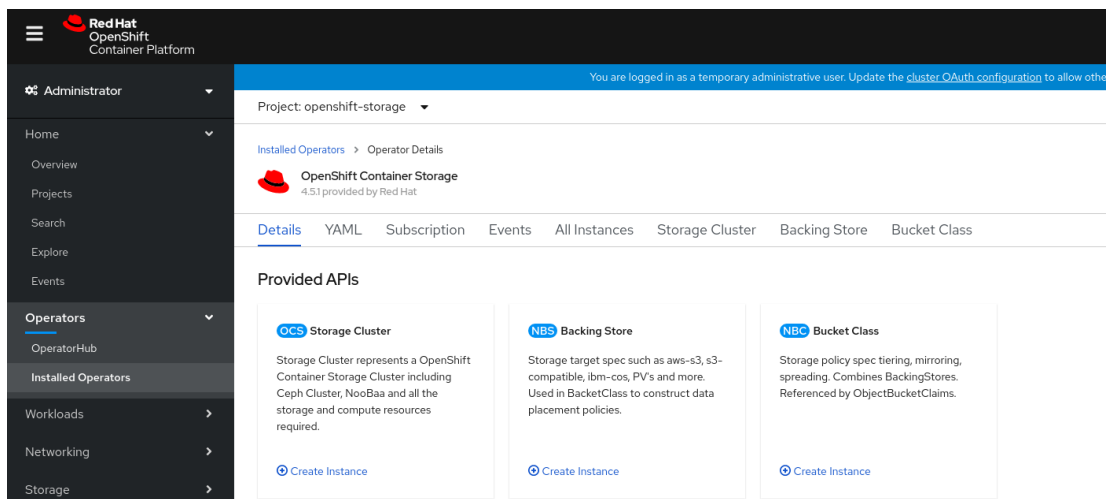 Red Hat
OpenShift
Container Platform
You are logged in as a temporary administrative user. Update the cluster OAuth configuration to allow othe
Administrator
Project: openshift-storage
Home
Overview
Projects
Search
Explore
Events
Operators
OperatorHub
Installed Operators
Workloads
Networking
Storage
Installed Operators > Operator Details
OpenShift Container Storage
4.5.1 provided by Red Hat
Details YAML Subscription Events All Instances Storage Cluster Backing Store Bucket Class
Provided APIs
OCS Storage Cluster
Storage Cluster represents a OpenShift
Container Storage Cluster including
Ceph Cluster, NooBaa and all the
storage and compute resources
required.
Create Instance
NBS Backing Store
Storage target spec such as aws-s3, s3-
compatible, ibm-cos, PV's and more.
Used in BacketClass to construct data
placement policies.
Create Instance
NBC Bucket Class
Storage policy spec tiering, mirroring,
spreading. Combines BackingStores.
Referenced by ObjectBucketClaims.
Create Instance